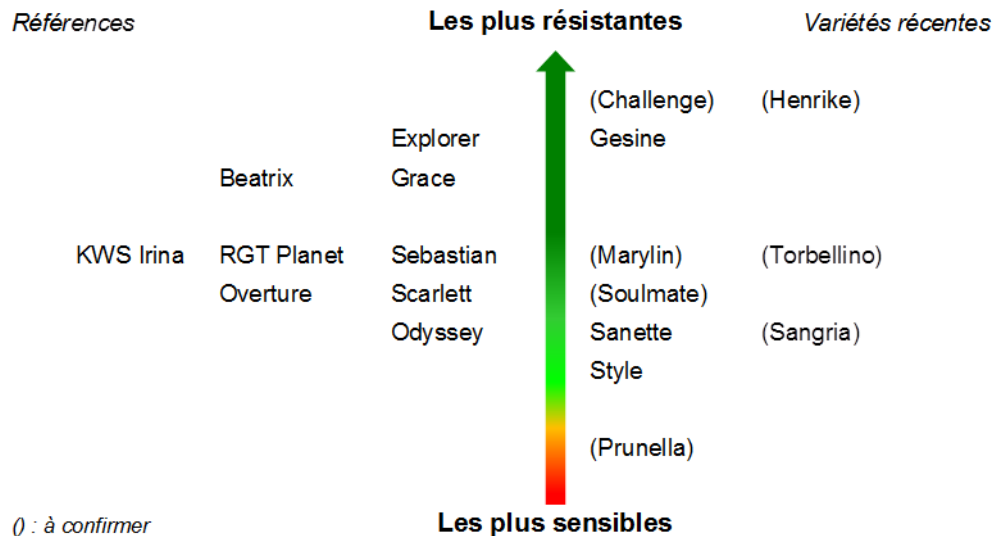 Références Les plus résistantes Variétés récentes
(Challenge) (Henrike)
Explorer Gesine
Beatrix Grace
KWS Irina RGT Planet Sebastian (Marylin) (Torbellino)
Overture Scarlett (Soulmate)
Odyssey Sanette (Sangria)
Style
(Prunella)
() : à confirmer Les plus sensibles